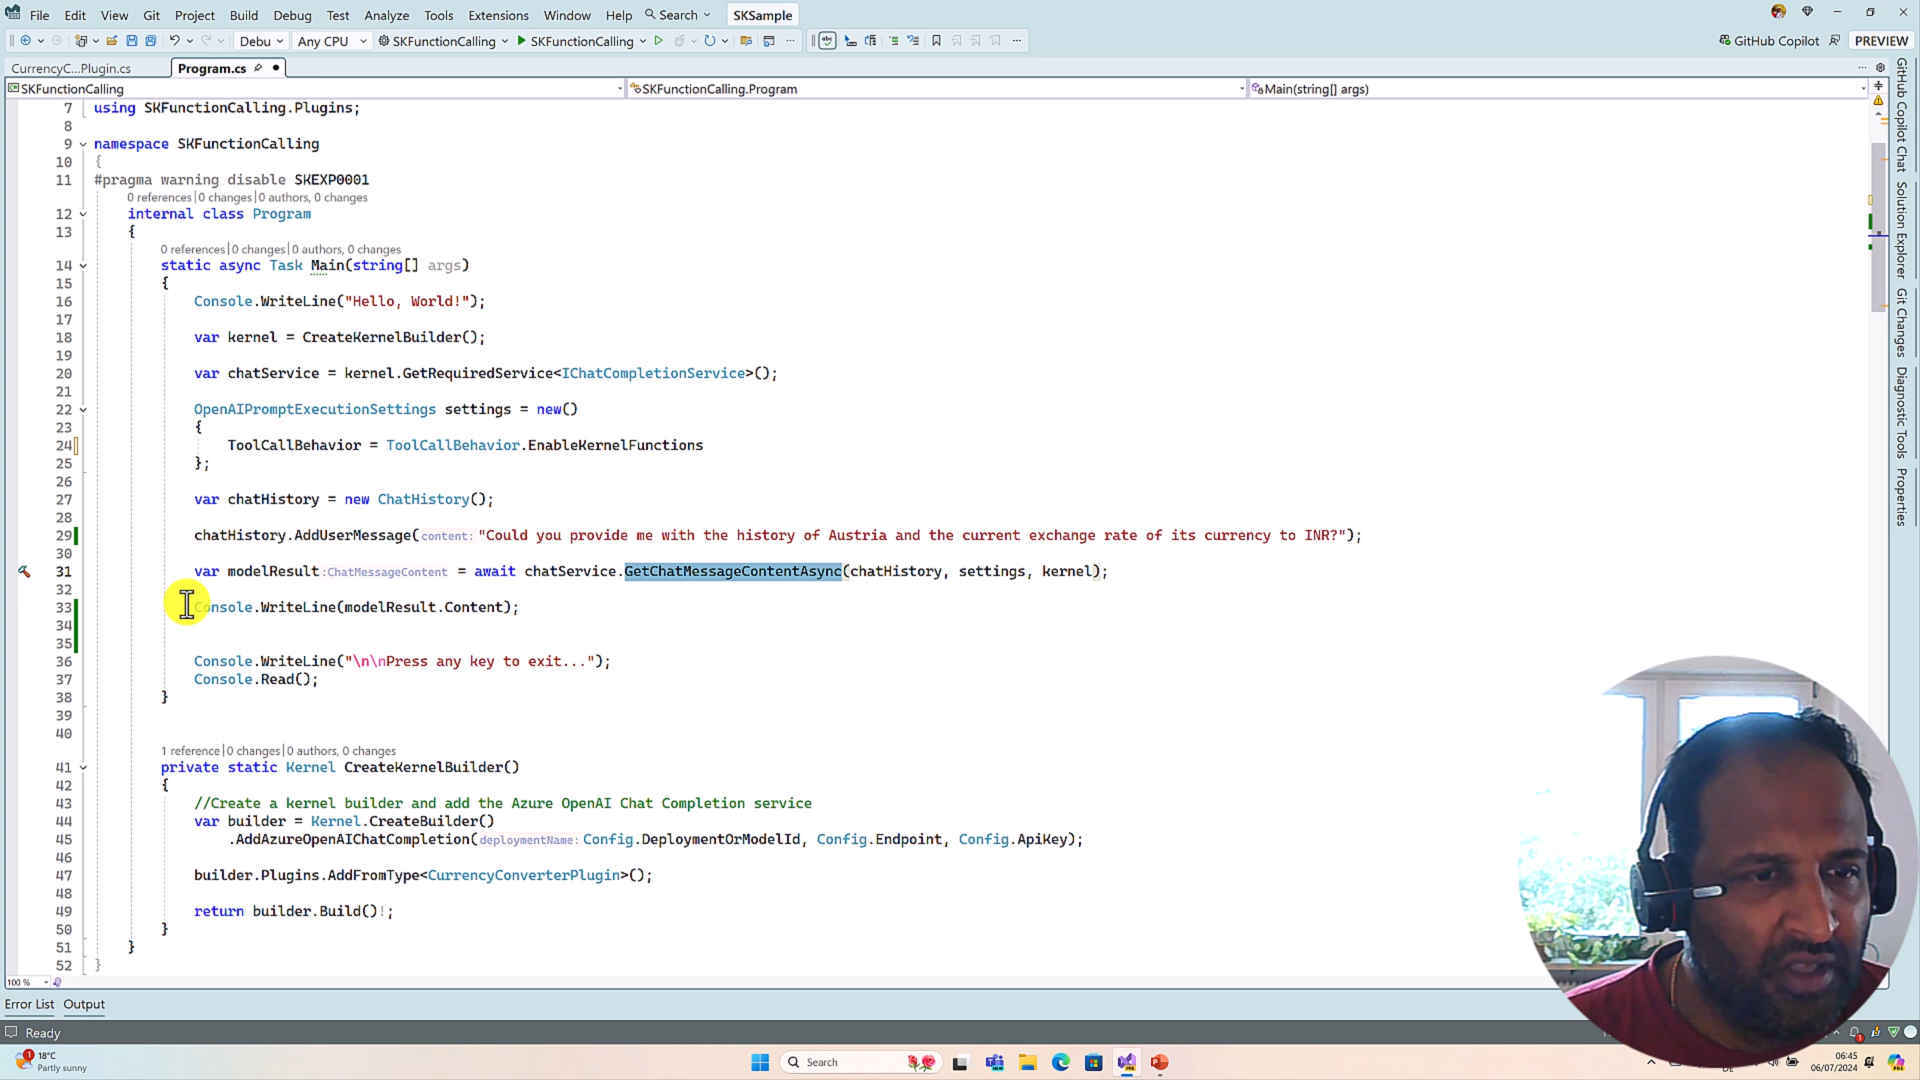 File Edit View Git Project Build Debug Test Analyze Tools Extensions Window Help Search SKSample
Debu Any CPU SKFunctionCalling SKFunctionCalling GitHub Copilot PREVIEW
CurrencyC...Plugin.cs Program.cs
SKFunctionCalling SKFunctionCalling.Program Main(string[] args)
7 using SKFunctionCalling.Plugins;
8
9 namespace SKFunctionCalling
10 {
11 #pragma warning disable SKEXP0001
0 references | 0 changes | 0 authors, 0 changes
12 internal class Program
13 {
0 references | 0 changes | 0 authors, 0 changes
14 static async Task Main(string[] args)
15 {
16 Console.WriteLine("Hello, World!");
17
18 var kernel = CreateKernelBuilder();
19
20 var chatService = kernel.GetRequiredService<IChatCompletionService>();
21
22 OpenAIPromptExecutionSettings settings = new()
23 {
24 ToolCallBehavior = ToolCallBehavior.EnableKernelFunctions
25 };
26
27 var chatHistory = new ChatHistory();
28
29 chatHistory.AddUserMessage(content: "Could you provide me with the history of Austria and the current exchange rate of its currency to INR?");
30
31 var modelResult:ChatMessageContent = await chatService.GetChatMessageContentAsync(chatHistory, settings, kernel);
32
33 Console.WriteLine(modelResult.Content);
34
35
36 Console.WriteLine("\n\nPress any key to exit...");
37 Console.Read();
38 }
39
40
1 reference | 0 changes | 0 authors, 0 changes
41 private static Kernel CreateKernelBuilder()
42 {
43 //Create a kernel builder and add the Azure OpenAI Chat Completion service
44 var builder = Kernel.CreateBuilder()
45 .AddAzureOpenAIChatCompletion(deploymentName: Config.DeploymentOrModelId, Config.Endpoint, Config.ApiKey);
46
47 builder.Plugins.AddFromType<CurrencyConverterPlugin>();
48
49 return builder.Build()!;
50 }
51 }
52 }
100 %
Error List Output
Ready
18°C
Partly sunny
Search
06:45
06/07/2024
GitHub Copilot Chat
Solution Explorer
Git Changes
Diagnostic Tools
Properties